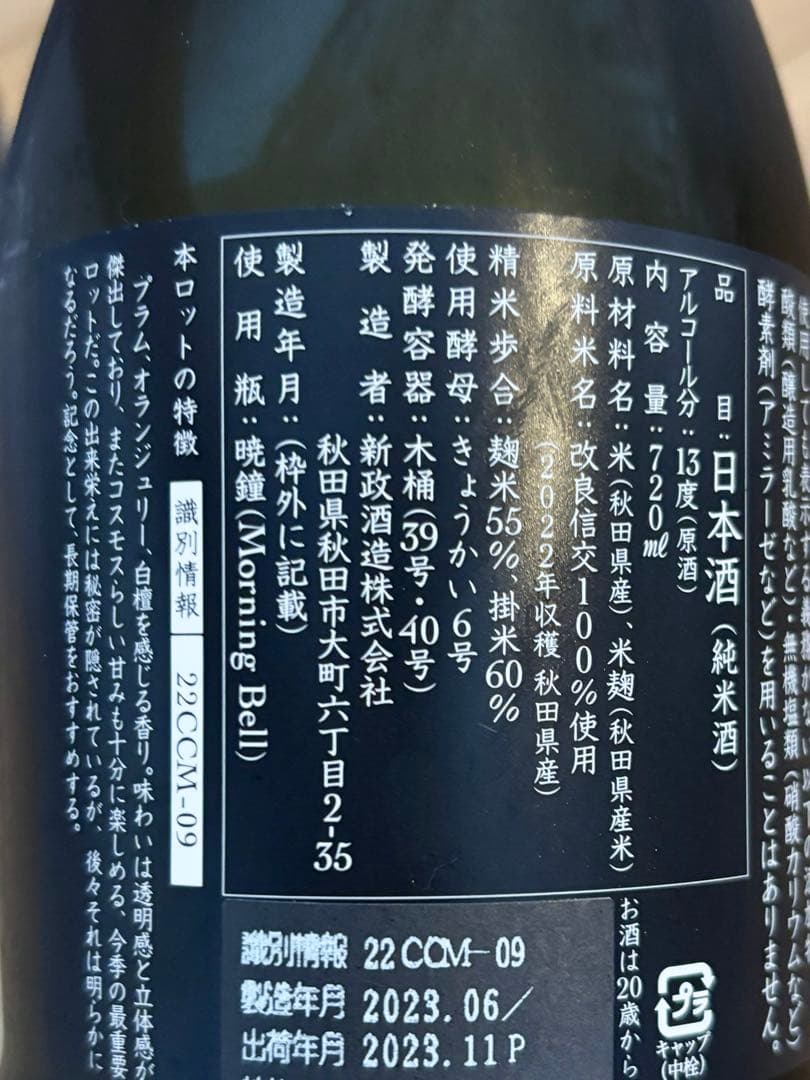 酸類（醸造用乳酸など）・無機塩類（硝酸カリウムなど）
酵素剤（アミラーゼなど）を用いることはありません。
品目：日本酒（純米酒）
アルコール分：13度（原酒）
内容量：720㎖
原材料名：米（秋田県産）、米麹（秋田県産米）
原料米名：改良信交100%使用
（2022年収穫 秋田県産）
精米歩合：麹米55%、掛米60%
使用酵母：きょうかい6号
発酵容器：木桶（39号・40号）
製造者：新政酒造株式会社
秋田県秋田市大町六丁目2-35
製造年月：（枠外に記載）
使用瓶：暁鐘（Morning Bell）
本ロットの特徴 識別情報 22CCM-09
プラム、オランジュリー、白檀を感じる香り。味わいは透明感と立体感が
傑出しており、またコスモスらしい甘みも十分に楽しめる、今季の最重要
ロットだ。この出来栄えには秘密が隠されているが、後々それは明らかに
なるだろう。記念として、長期保管をおすすめする。
お酒は20歳から
識別情報 22CCM-09
製造年月 2023.06/
出荷年月 2023.11P
プラ
キャップ
（中栓）